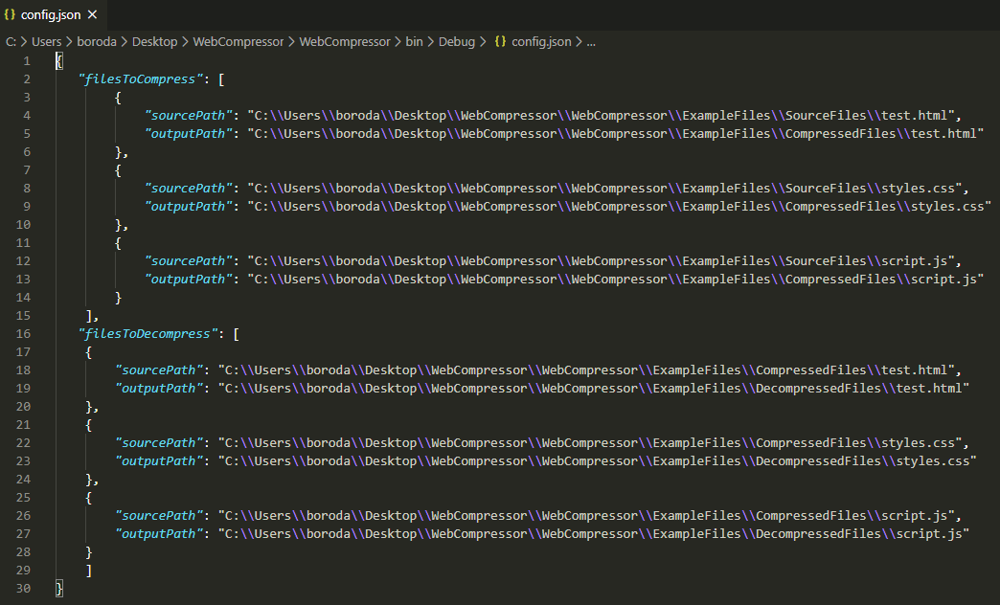 {} config.json ×
C: > Users > boroda > Desktop > WebCompressor > WebCompressor > bin > Debug > {} config.json > ...
1 {
2 "filesToCompress": [
3 {
4 "sourcePath": "C:\\Users\\boroda\\Desktop\\WebCompressor\\WebCompressor\\ExampleFiles\\SourceFiles\\test.html",
5 "outputPath": "C:\\Users\\boroda\\Desktop\\WebCompressor\\WebCompressor\\ExampleFiles\\CompressedFiles\\test.html"
6 },
7 {
8 "sourcePath": "C:\\Users\\boroda\\Desktop\\WebCompressor\\WebCompressor\\ExampleFiles\\SourceFiles\\styles.css",
9 "outputPath": "C:\\Users\\boroda\\Desktop\\WebCompressor\\WebCompressor\\ExampleFiles\\CompressedFiles\\styles.css"
10 },
11 {
12 "sourcePath": "C:\\Users\\boroda\\Desktop\\WebCompressor\\WebCompressor\\ExampleFiles\\SourceFiles\\script.js",
13 "outputPath": "C:\\Users\\boroda\\Desktop\\WebCompressor\\WebCompressor\\ExampleFiles\\CompressedFiles\\script.js"
14 }
15 ],
16 "filesToDecompress": [
17 {
18 "sourcePath": "C:\\Users\\boroda\\Desktop\\WebCompressor\\WebCompressor\\ExampleFiles\\CompressedFiles\\test.html",
19 "outputPath": "C:\\Users\\boroda\\Desktop\\WebCompressor\\WebCompressor\\ExampleFiles\\DecompressedFiles\\test.html"
20 },
21 {
22 "sourcePath": "C:\\Users\\boroda\\Desktop\\WebCompressor\\WebCompressor\\ExampleFiles\\CompressedFiles\\styles.css",
23 "outputPath": "C:\\Users\\boroda\\Desktop\\WebCompressor\\WebCompressor\\ExampleFiles\\DecompressedFiles\\styles.css"
24 },
25 {
26 "sourcePath": "C:\\Users\\boroda\\Desktop\\WebCompressor\\WebCompressor\\ExampleFiles\\CompressedFiles\\script.js",
27 "outputPath": "C:\\Users\\boroda\\Desktop\\WebCompressor\\WebCompressor\\ExampleFiles\\DecompressedFiles\\script.js"
28 }
29 ]
30 }